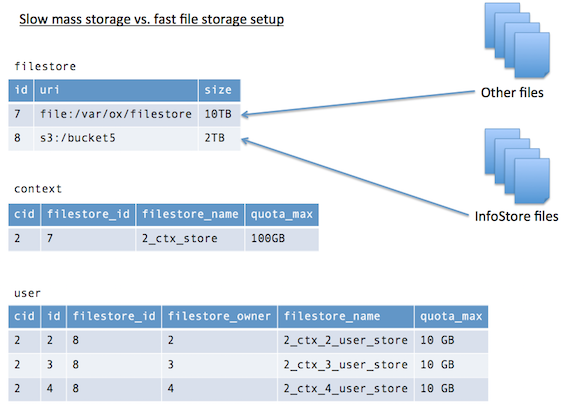 Slow mass storage vs. fast file storage setup
filestore
id uri size
7 file:/var/ox/filestore 10TB
8 s3:/bucket5 2TB
Other files
InfoStore files
context
cid filestore_id filestore_name quota_max
2 7 2_ctx_store 100GB
user
cid id filestore_id filestore_owner filestore_name quota_max
2 2 8 2 2_ctx_2_user_store 10 GB
2 3 8 3 2_ctx_3_user_store 10 GB
2 4 8 4 2_ctx_4_user_store 10 GB